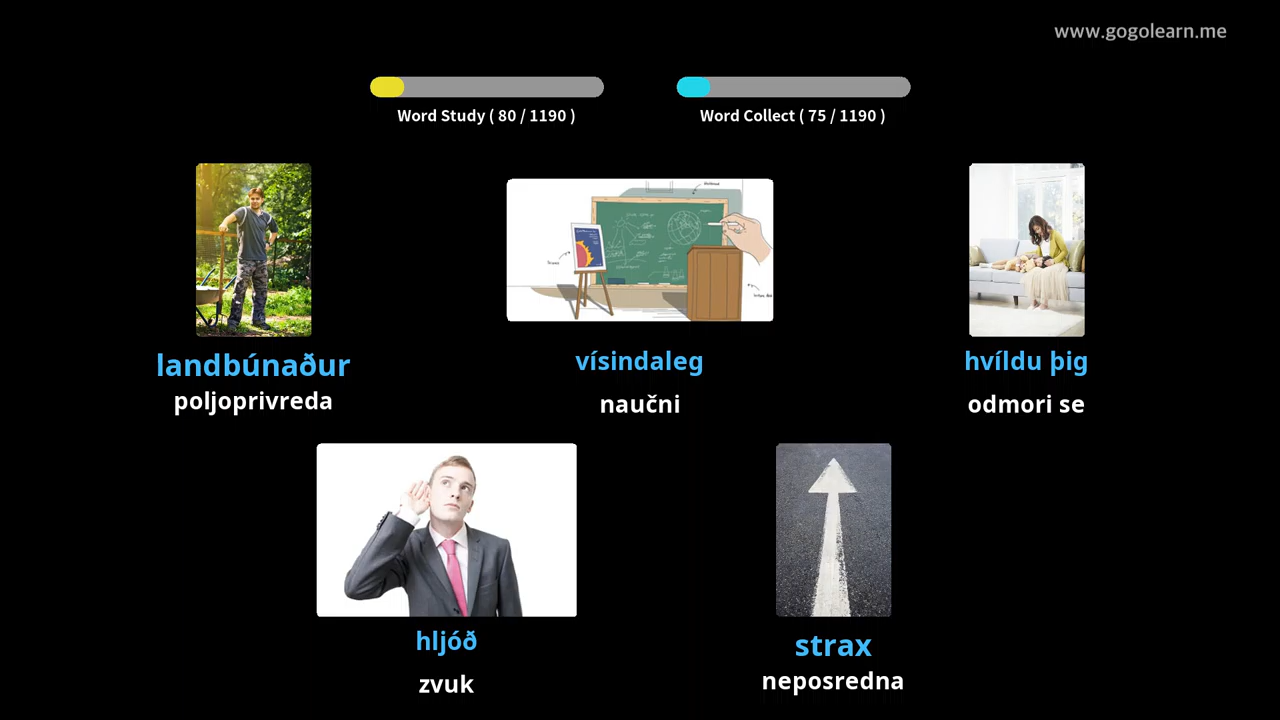 www.gogolearn.me
Word Study ( 80 / 1190 )
Word Collect ( 75 / 1190 )
landbúnaður
poljoprivreda
vísindaleg
naučni
hvíldu þig
odmori se
hljóð
zvuk
strax
neposredna